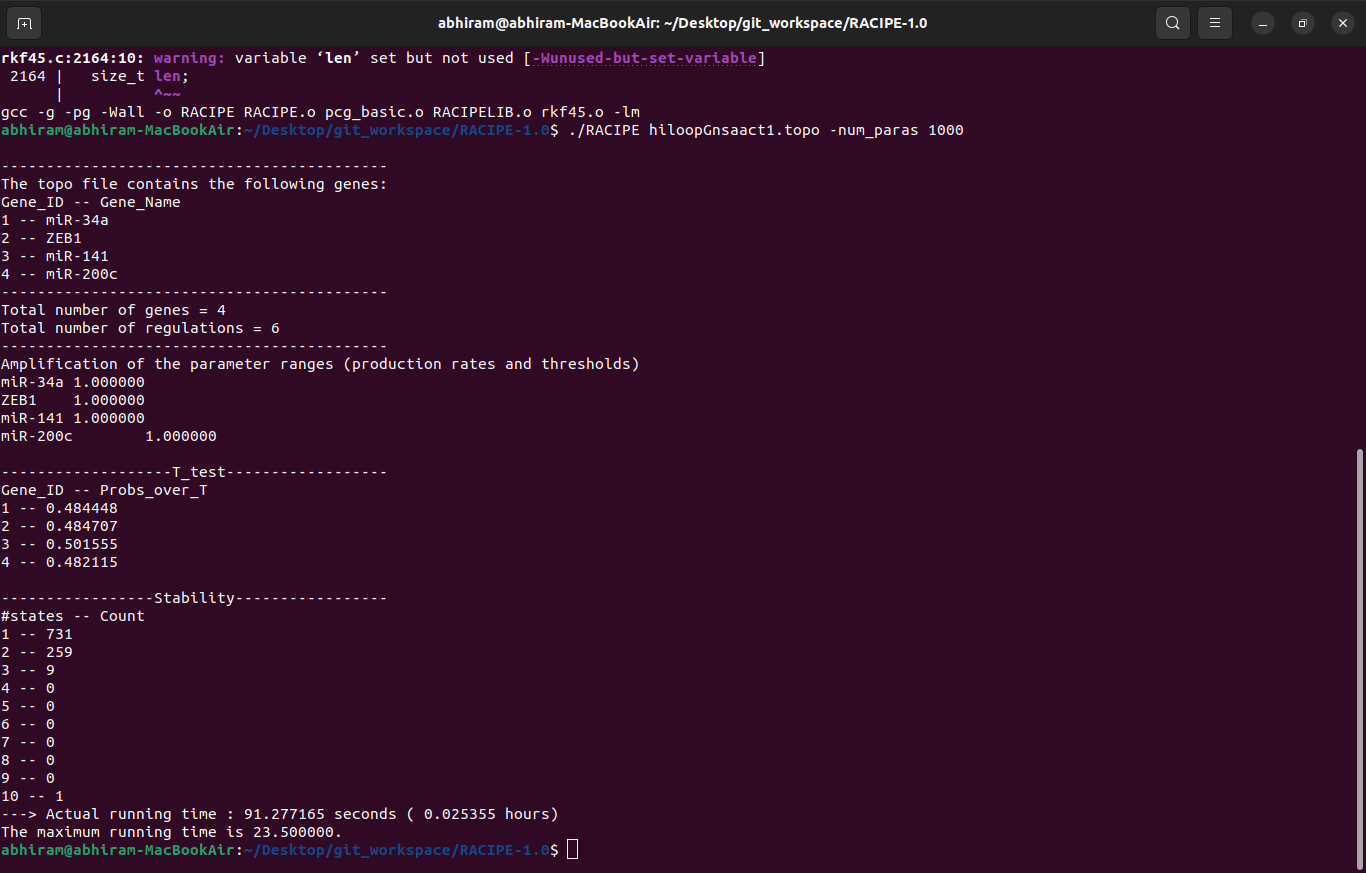 abhiram@abhiram-MacBookAir: ~/Desktop/git_workspace/RACIPE-1.0
rkf45.c:2164:10: warning: variable ‘len’ set but not used [-Wunused-but-set-variable]
 2164 |   size_t len;
      |          ^~~
gcc -g -pg -Wall -o RACIPE RACIPE.o pcg_basic.o RACIPELIB.o rkf45.o -lm
abhiram@abhiram-MacBookAir:~/Desktop/git_workspace/RACIPE-1.0$ ./RACIPE hiloopGnsaact1.topo -num_paras 1000

-------------------------------------------
The topo file contains the following genes:
Gene_ID -- Gene_Name
1 -- miR-34a
2 -- ZEB1
3 -- miR-141
4 -- miR-200c
-------------------------------------------
Total number of genes = 4
Total number of regulations = 6
-------------------------------------------
Amplification of the parameter ranges (production rates and thresholds)
miR-34a 1.000000
ZEB1    1.000000
miR-141 1.000000
miR-200c        1.000000

-------------------T_test------------------
Gene_ID -- Probs_over_T
1 -- 0.484448
2 -- 0.484707
3 -- 0.501555
4 -- 0.482115

-----------------Stability-----------------
#states -- Count
1 -- 731
2 -- 259
3 -- 9
4 -- 0
5 -- 0
6 -- 0
7 -- 0
8 -- 0
9 -- 0
10 -- 1
---> Actual running time : 91.277165 seconds ( 0.025355 hours)
The maximum running time is 23.500000.
abhiram@abhiram-MacBookAir:~/Desktop/git_workspace/RACIPE-1.0$